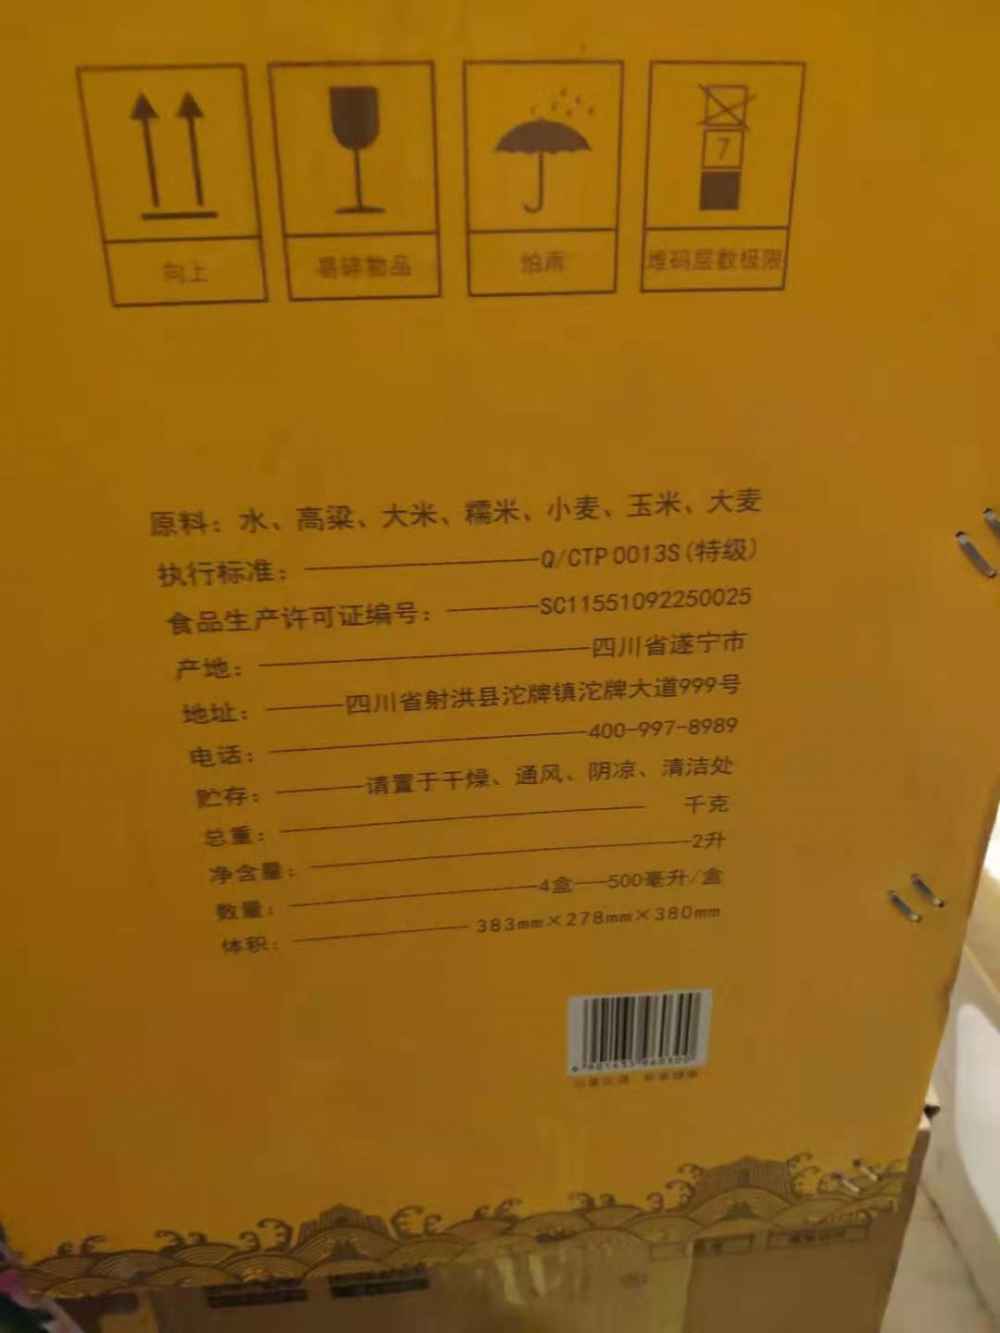 7
向上
易碎物品
怕雨
堆码层数极限
原料：水、高粱、大米、糯米、小麦、玉米、大麦
执行标准：Q/CTP 0013S(特级)
食品生产许可证编号：SC11551092250025
产地：四川省遂宁市
地址：四川省射洪县沱牌镇沱牌大道999号
电话：400-997-8989
贮存：请置于干燥、通风、阴凉、清洁处
总重：千克
净含量：2升
数量：4盒—500毫升/盒
体积：383mm×278mm×380mm